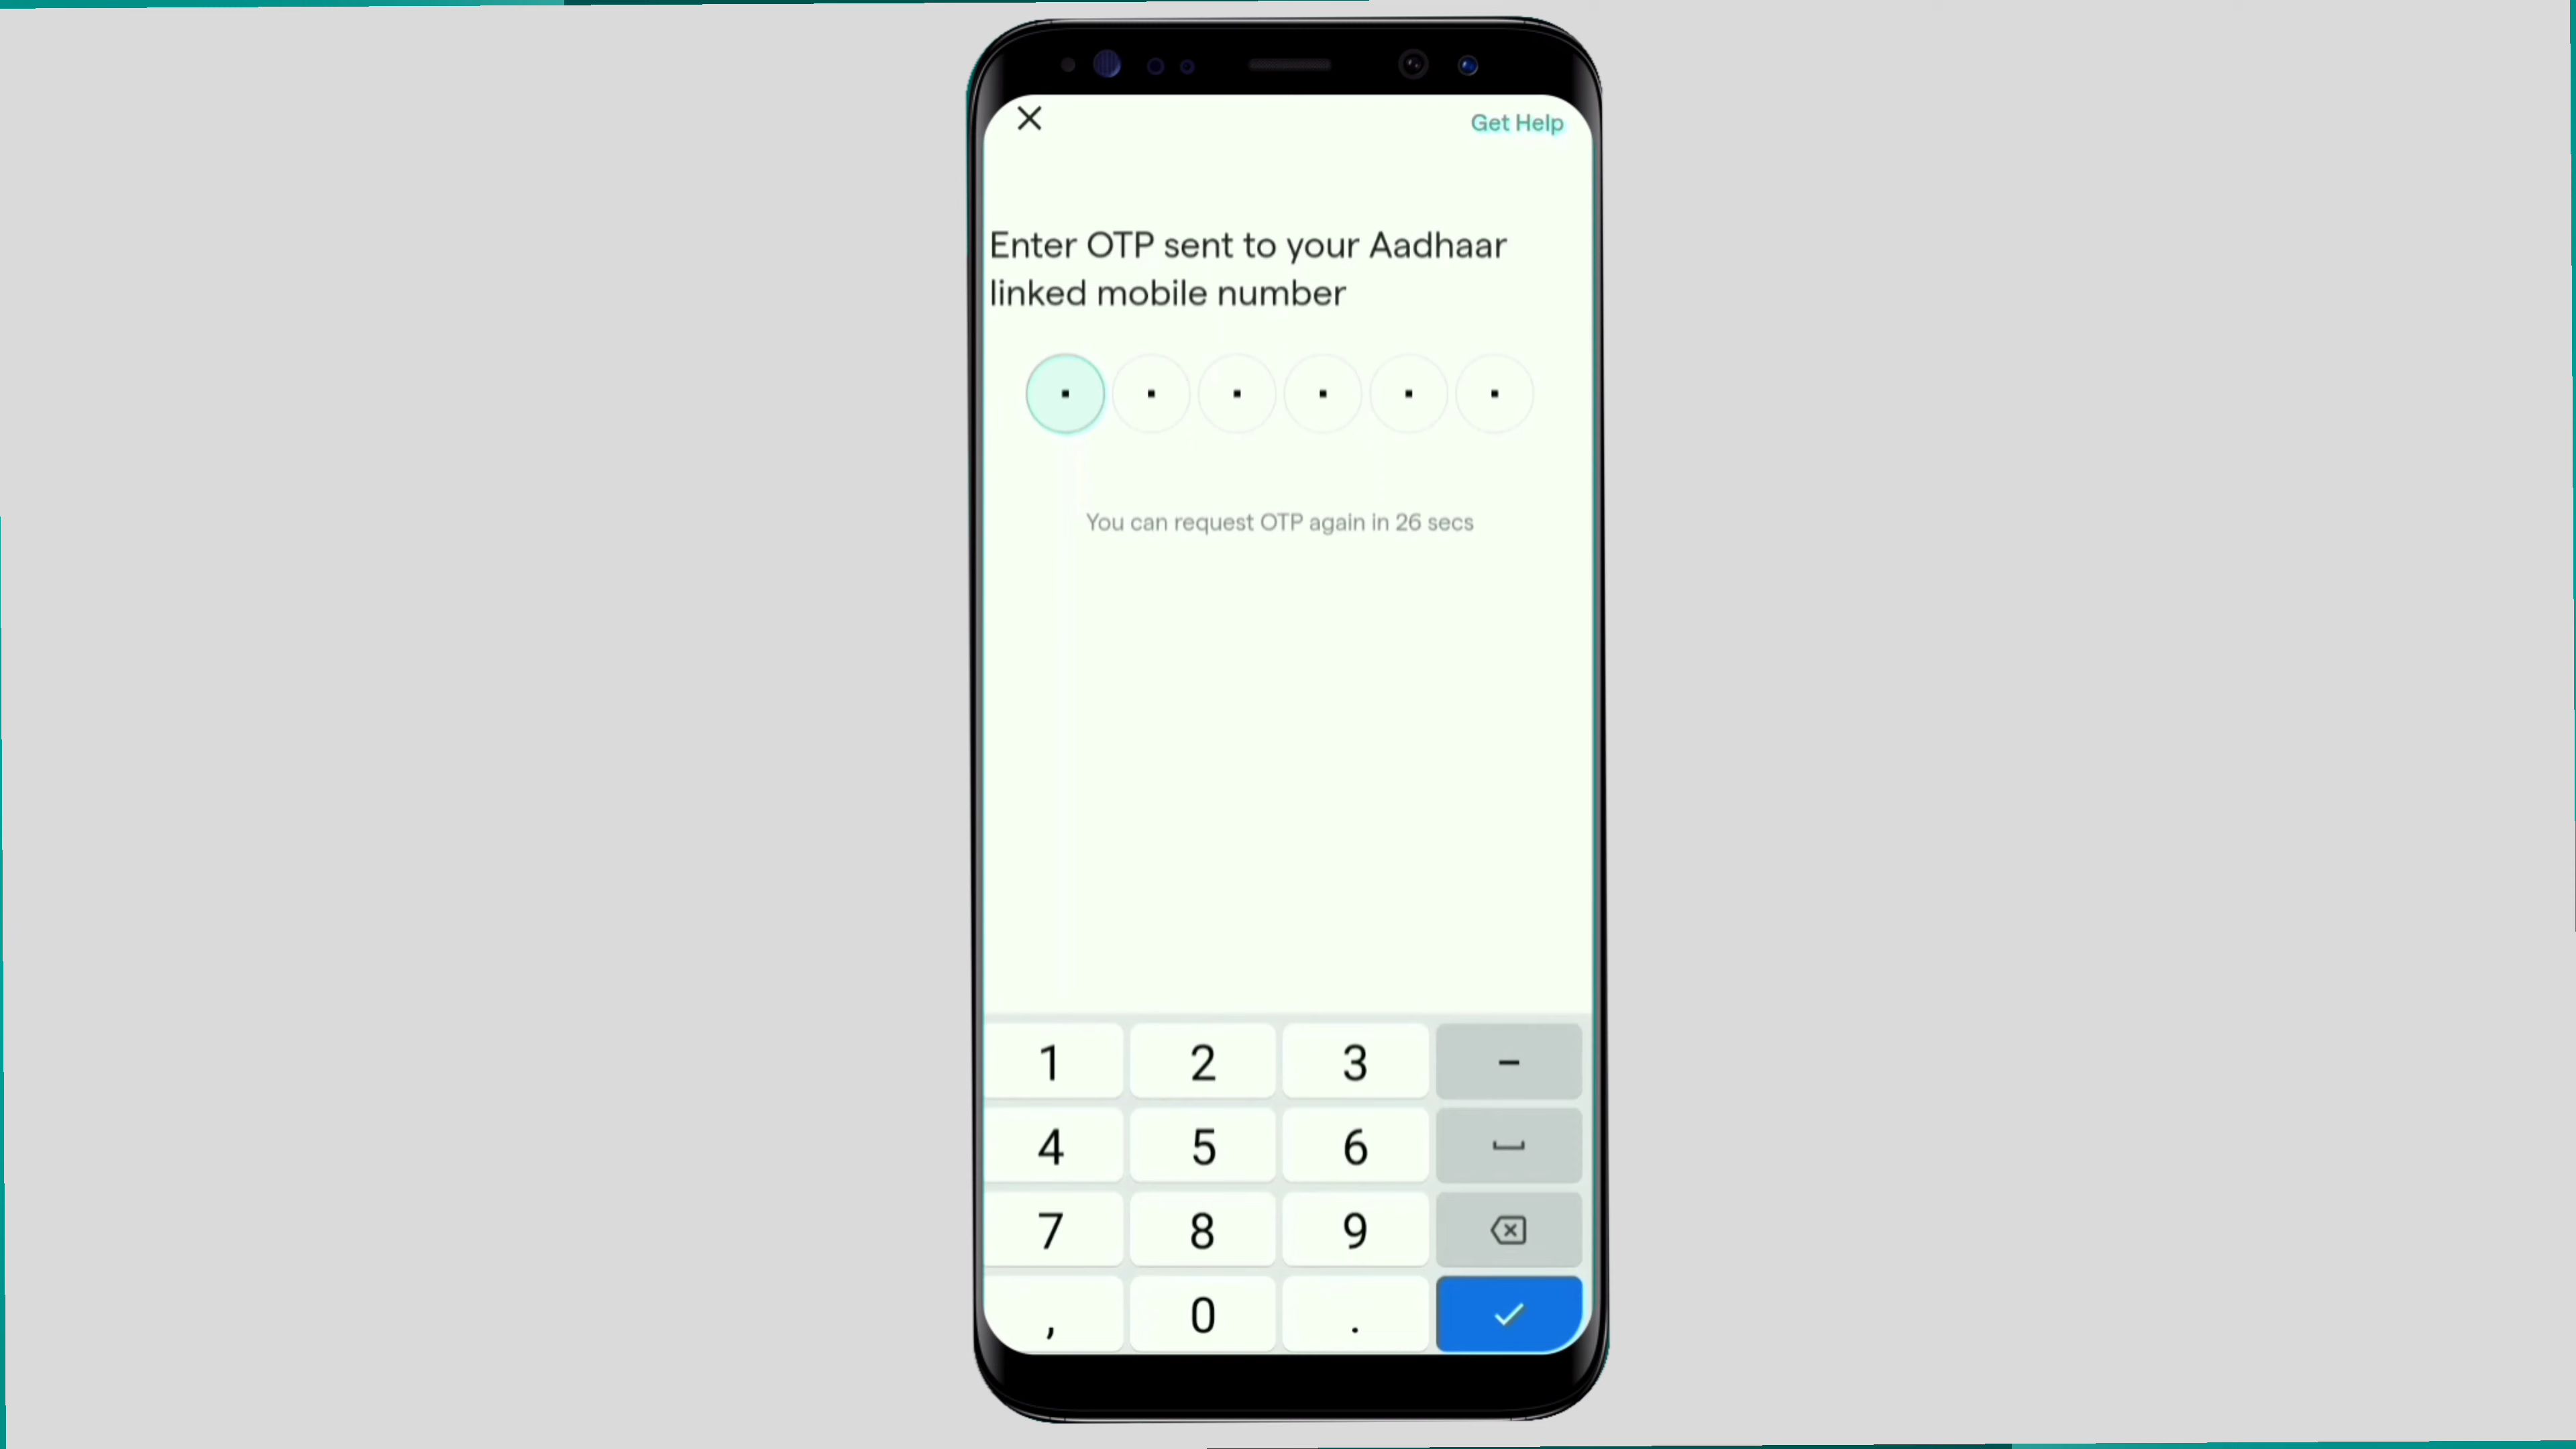 Get Help
Enter OTP sent to your Aadhaar
linked mobile number
You can request OTP again in 26 secs
1 2 3 -
4 5 6
7 8 9
, 0 .